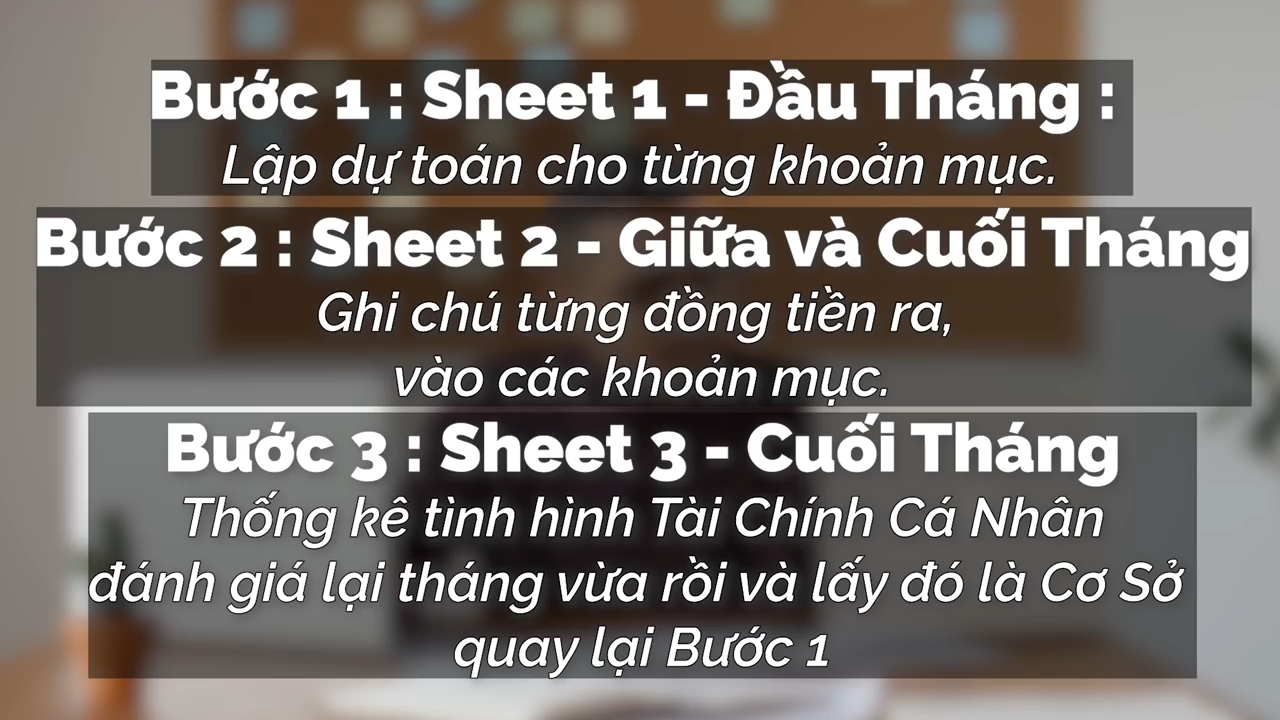 Bước 1 : Sheet 1 - Đầu Tháng :
Lập dự toán cho từng khoản mục.
Bước 2 : Sheet 2 - Giữa và Cuối Tháng
Ghi chú từng đồng tiền ra,
vào các khoản mục.
Bước 3 : Sheet 3 - Cuối Tháng
Thống kê tình hình Tài Chính Cá Nhân
đánh giá lại tháng vừa rồi và lấy đó là Cơ Sở
quay lại Bước 1